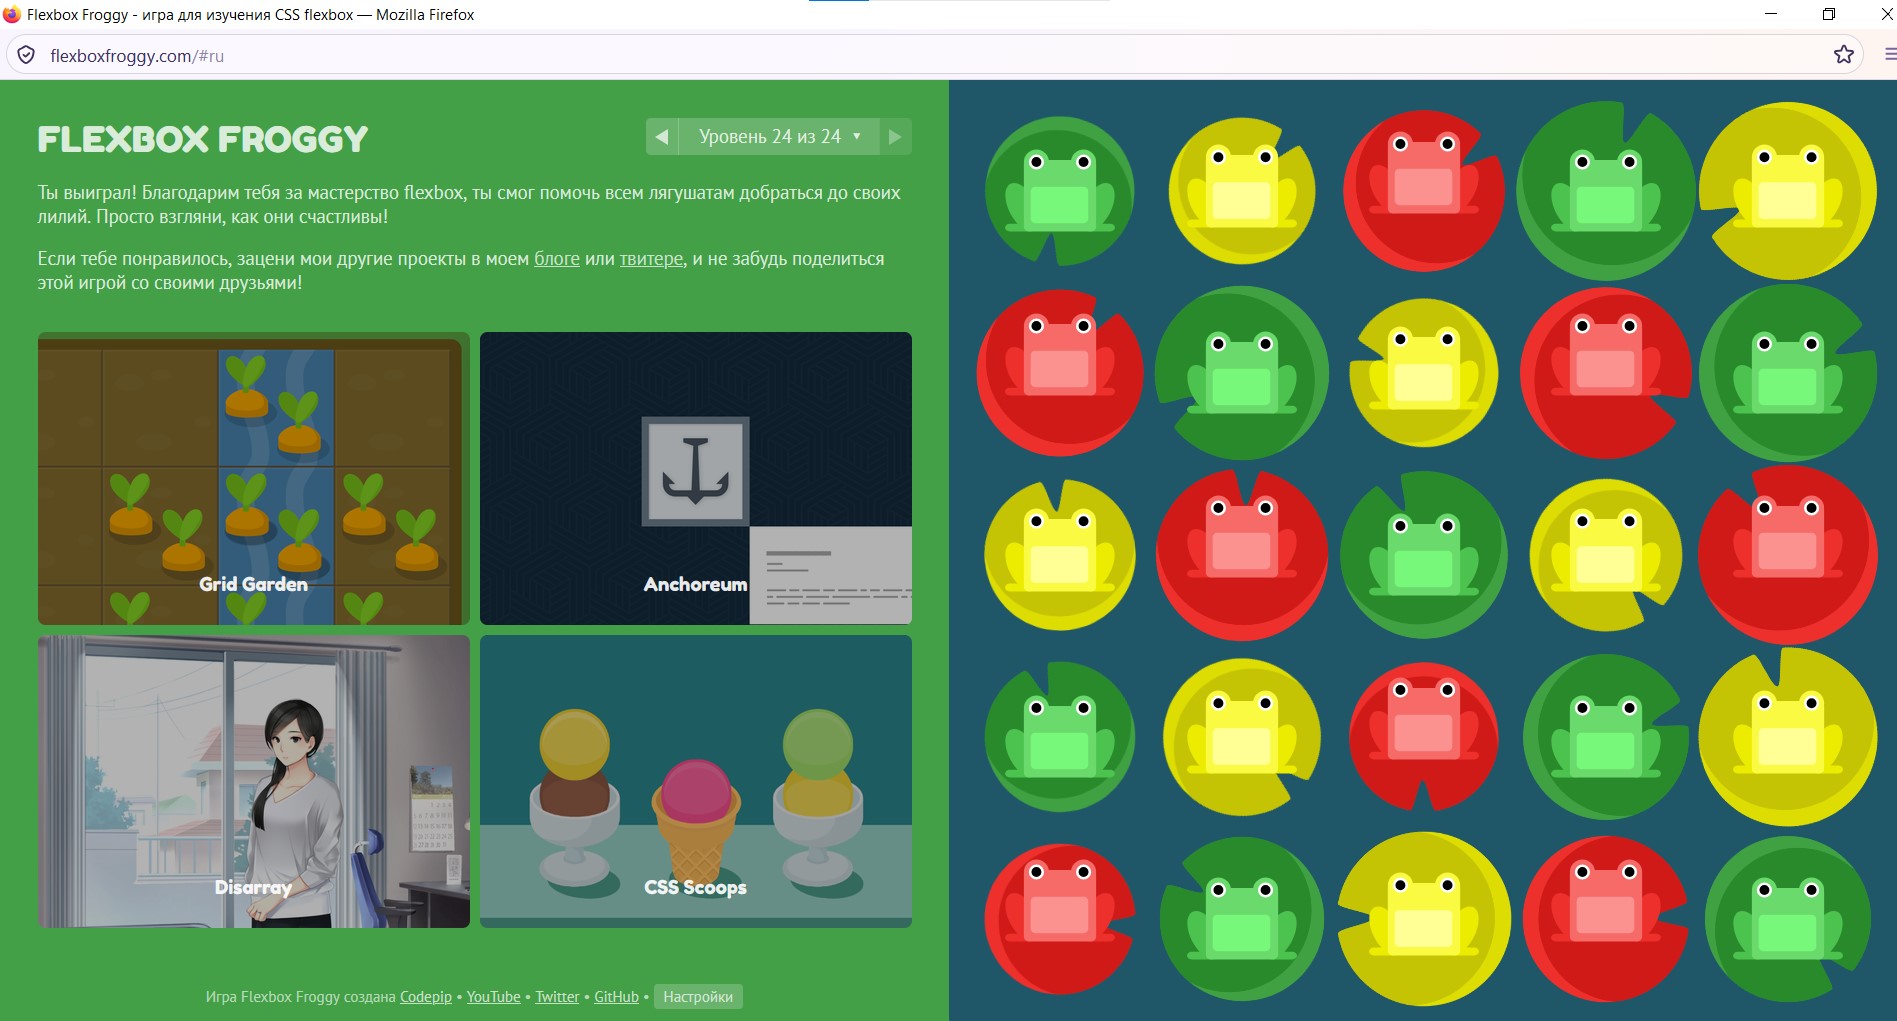 Flexbox Froggy - игра для изучения CSS flexbox — Mozilla Firefox
flexboxfroggy.com/#ru
FLEXBOX FROGGY
◀ Уровень 24 из 24 ▼ ▶
Ты выиграл! Благодарим тебя за мастерство flexbox, ты смог помочь всем лягушатам добраться до своих
лилий. Просто взгляни, как они счастливы!
Если тебе понравилось, зацени мои другие проекты в моем блоге или твитере, и не забудь поделиться
этой игрой со своими друзьями!
Grid Garden
Anchoreum
Disarray
CSS Scoops
Игра Flexbox Froggy создана Codepip • YouTube • Twitter • GitHub • Настройки